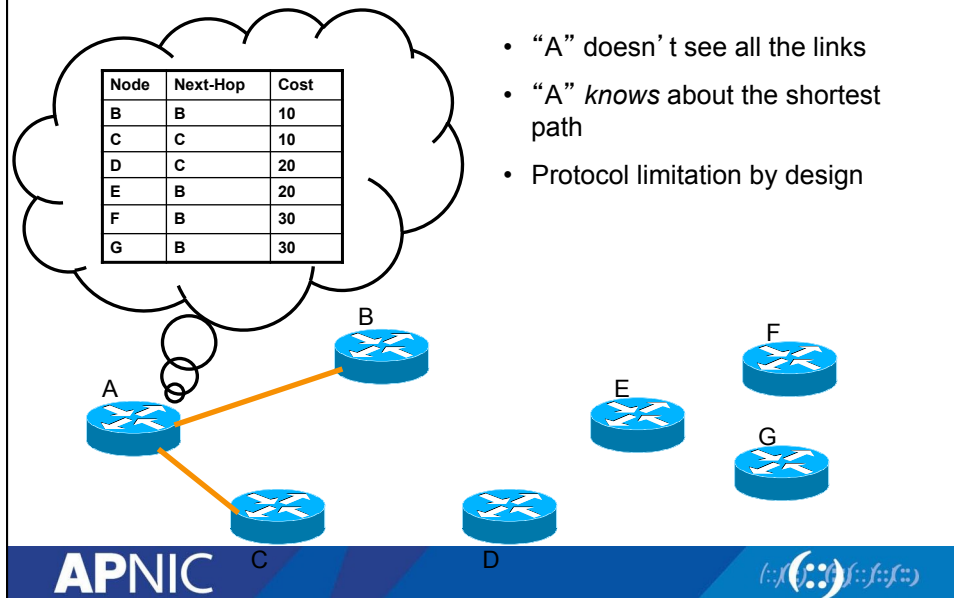 Node Next-Hop Cost
B B 10
C C 10
D C 20
E B 20
F B 30
G B 30
• “A” doesn’t see all the links
• “A” knows about the shortest
path
• Protocol limitation by design
B
F
A
E
G
C
D
APNIC